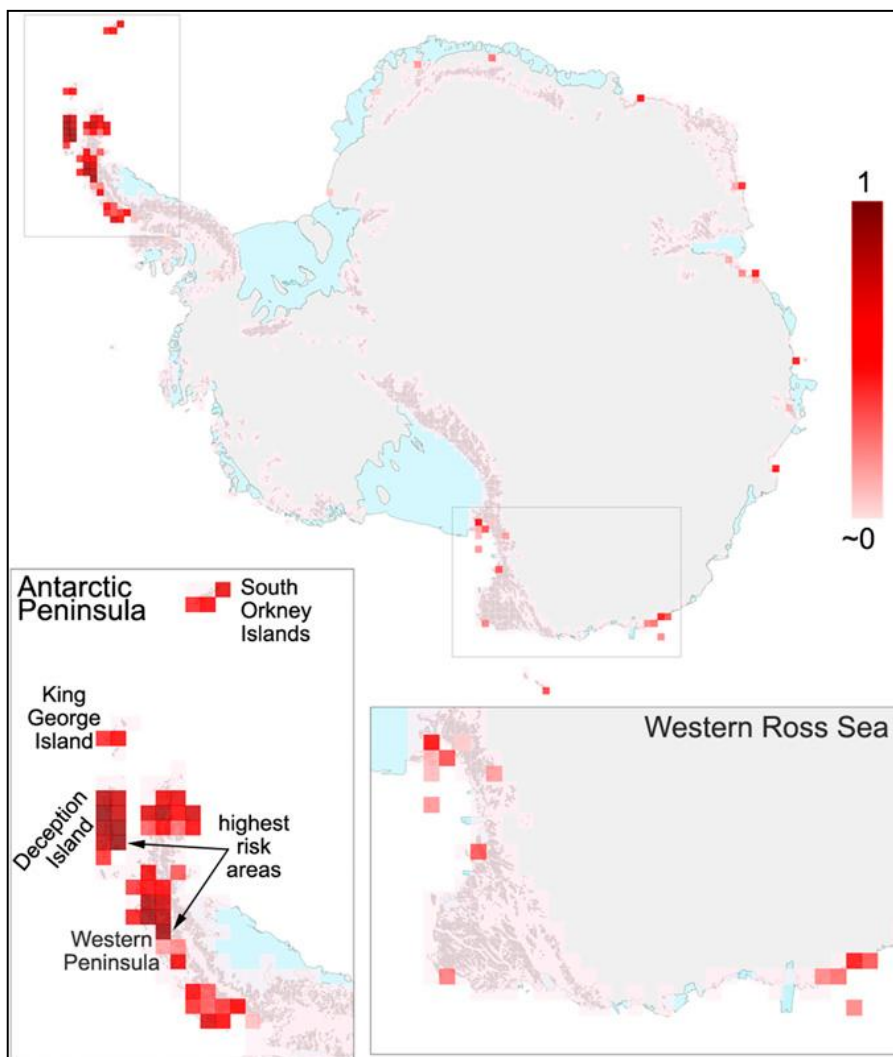 1
~0
Antarctic
Peninsula
South
Orkney
Islands
King
George
Island
Deception
Island
highest
risk
areas
Western
Peninsula
Western Ross Sea